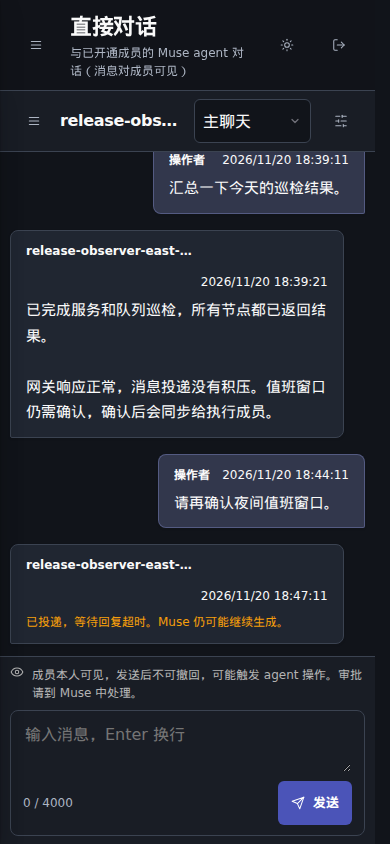 直接对话
与已开通成员的 Muse agent 对
话（消息对成员可见）
release-obs…
主聊天
操作者 2026/11/20 18:39:11
汇总一下今天的巡检结果。
release-observer-east-…
2026/11/20 18:39:21
已完成服务和队列巡检，所有节点都已返回结
果。
网关响应正常，消息投递没有积压。值班窗口
仍需确认，确认后会同步给执行成员。
操作者 2026/11/20 18:44:11
请再确认夜间值班窗口。
release-observer-east-…
2026/11/20 18:47:11
已投递，等待回复超时。Muse 仍可能继续生成。
成员本人可见，发送后不可撤回，可能触发 agent 操作。审批
请到 Muse 中处理。
输入消息，Enter 换行
0 / 4000
发送